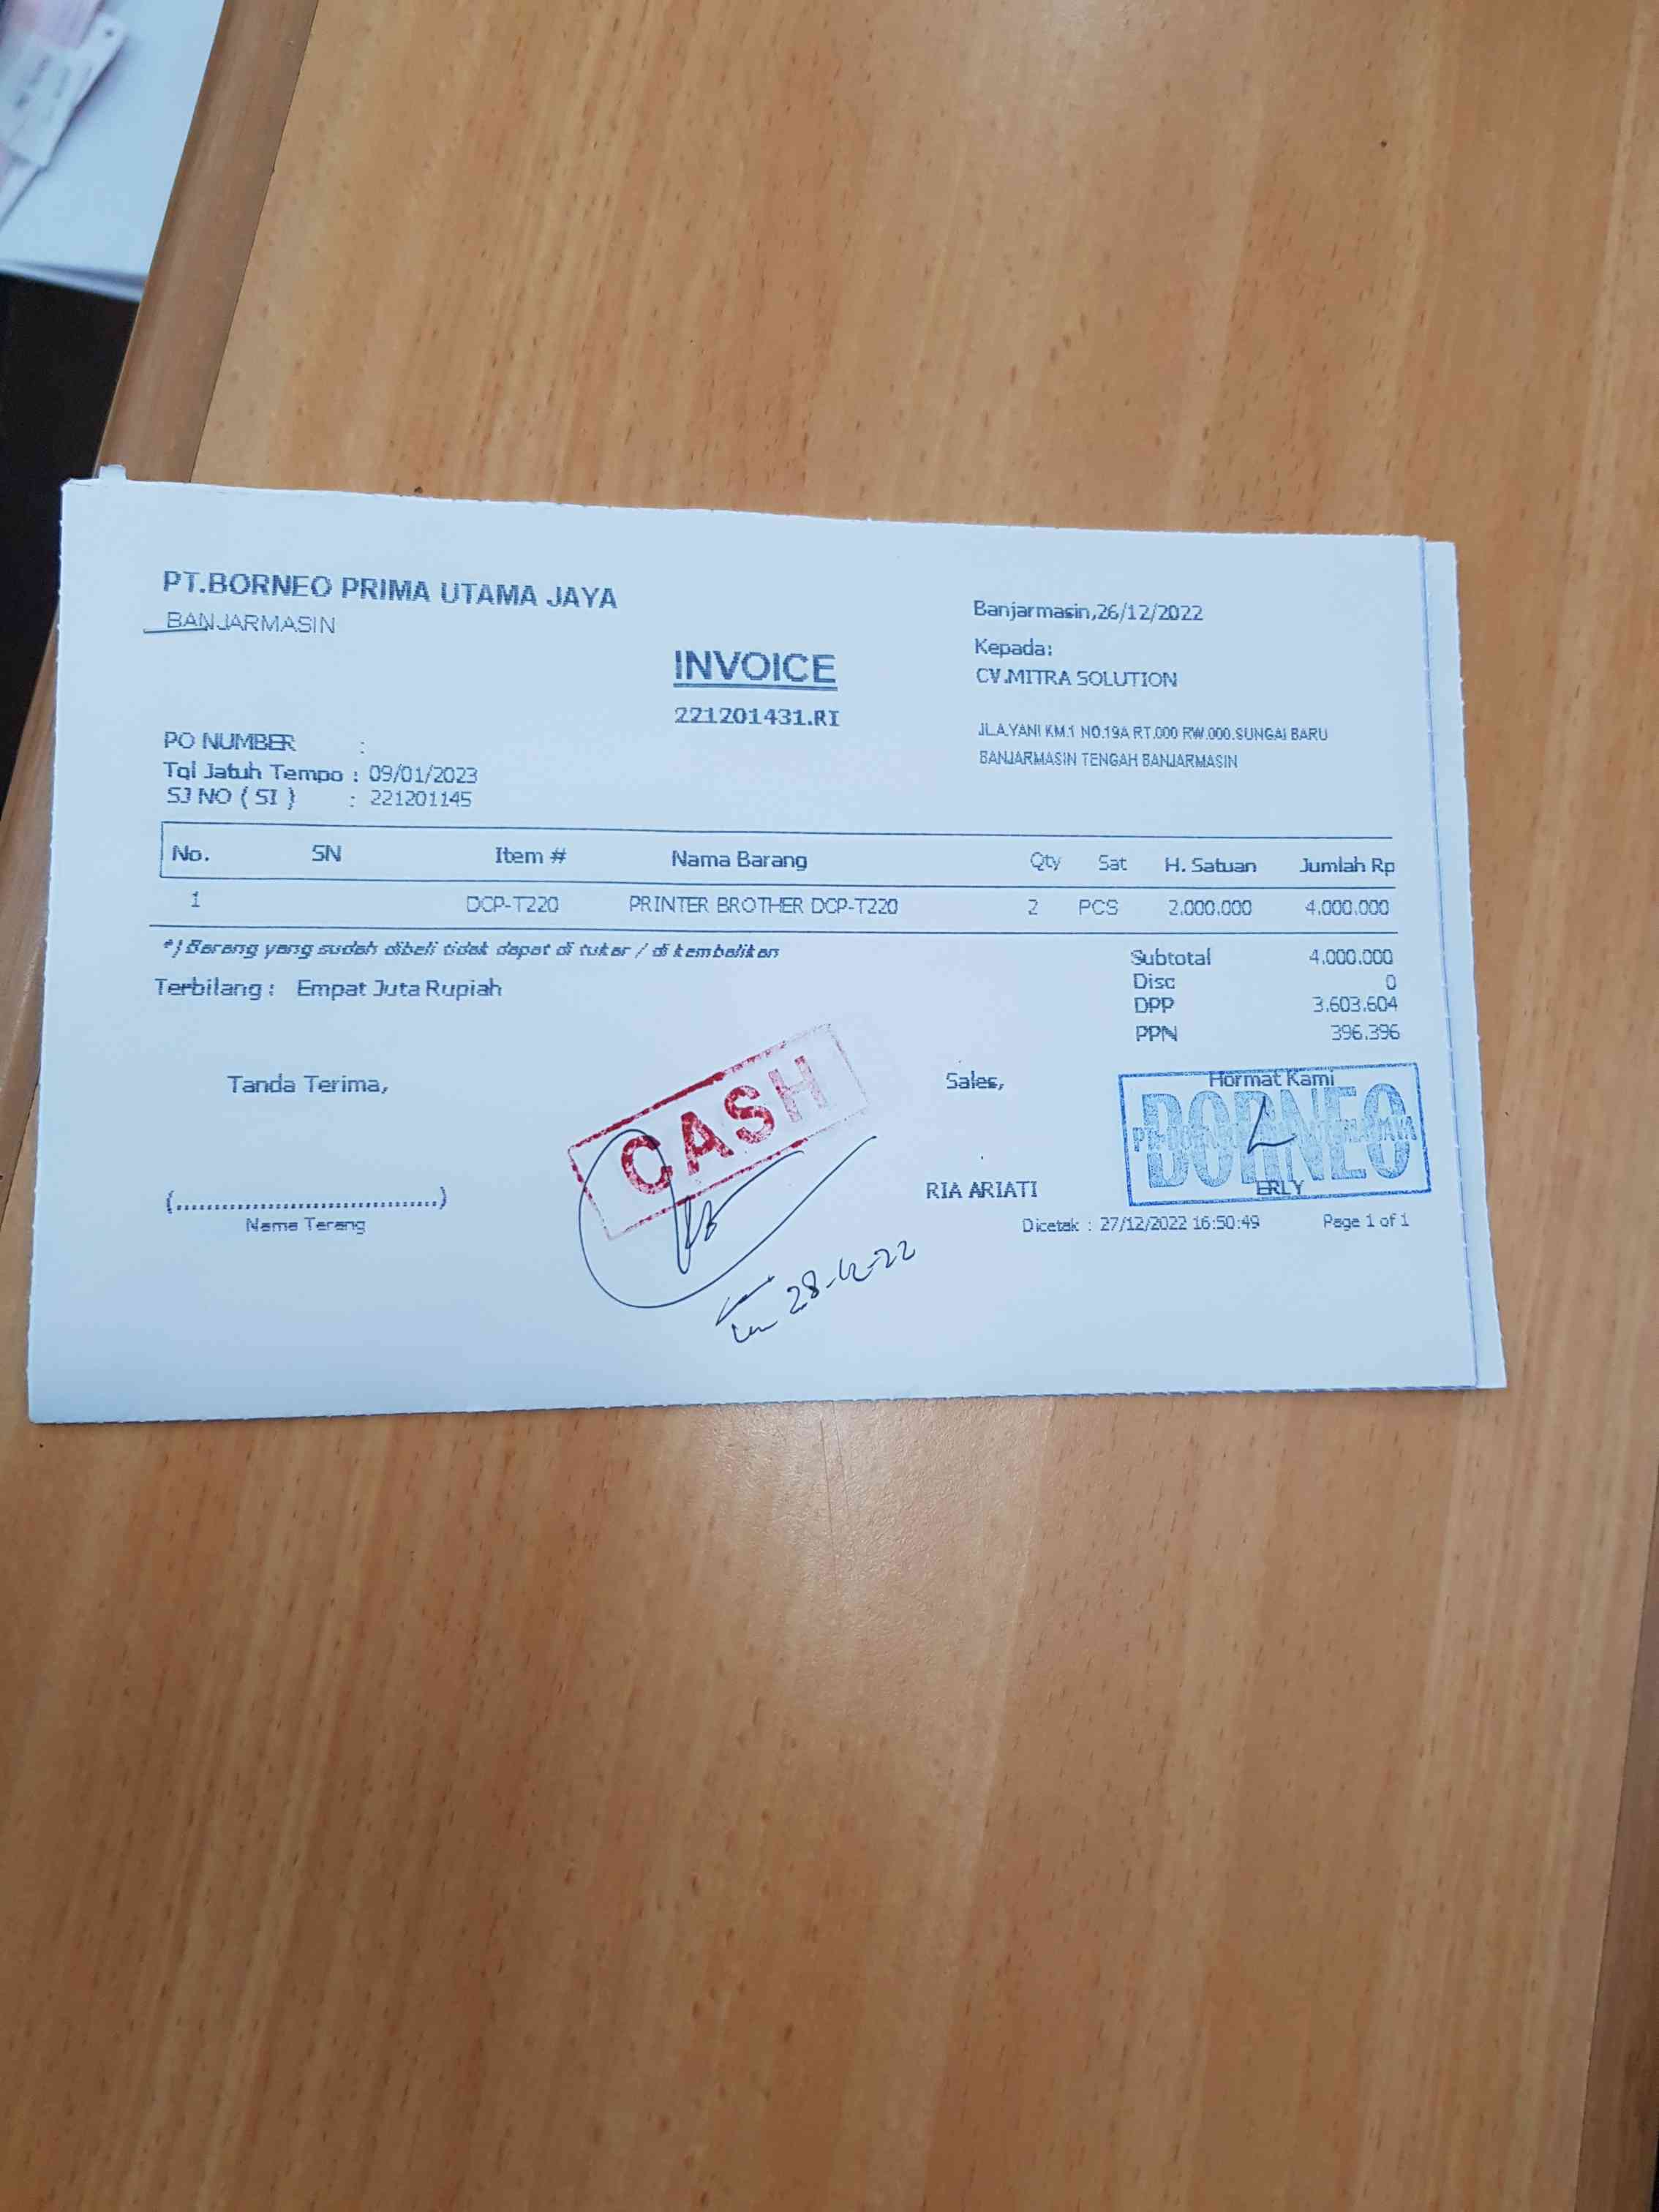 PT.BORNEO PRIMA UTAMA JAYA
BANJARMASIN
Banjarmasin,26/12/2022
Kepada:
CV.MITRA SOLUTION
INVOICE
221201431.RI
JL.A.YANI KM.1 NO.19A RT.000 RW.000.SUNGAI BARU
BANJARMASIN TENGAH BANJARMASIN
PO NUMBER :
Tgl Jatuh Tempo : 09/01/2023
SJ NO ( SI ) : 221201145
No. SN Item # Nama Barang Qty Sat H. Satuan Jumlah Rp
1 DCP-T220 PRINTER BROTHER DCP-T220 2 PCS 2.000.000 4.000.000
*) Barang yang sudah dibeli tidak dapat di tukar / di kembalikan
Subtotal 4.000.000
Disc 0
DPP 3.603.604
PPN 396.396
Terbilang : Empat Juta Rupiah
Tanda Terima,
CASH
Sales,
Hormat Kami
BORNEO
RIA ARIATI
ERLY
(....................................)
Nama Terang
Dicetak : 27/12/2022 16:50:49 Page 1 of 1
28-12-22